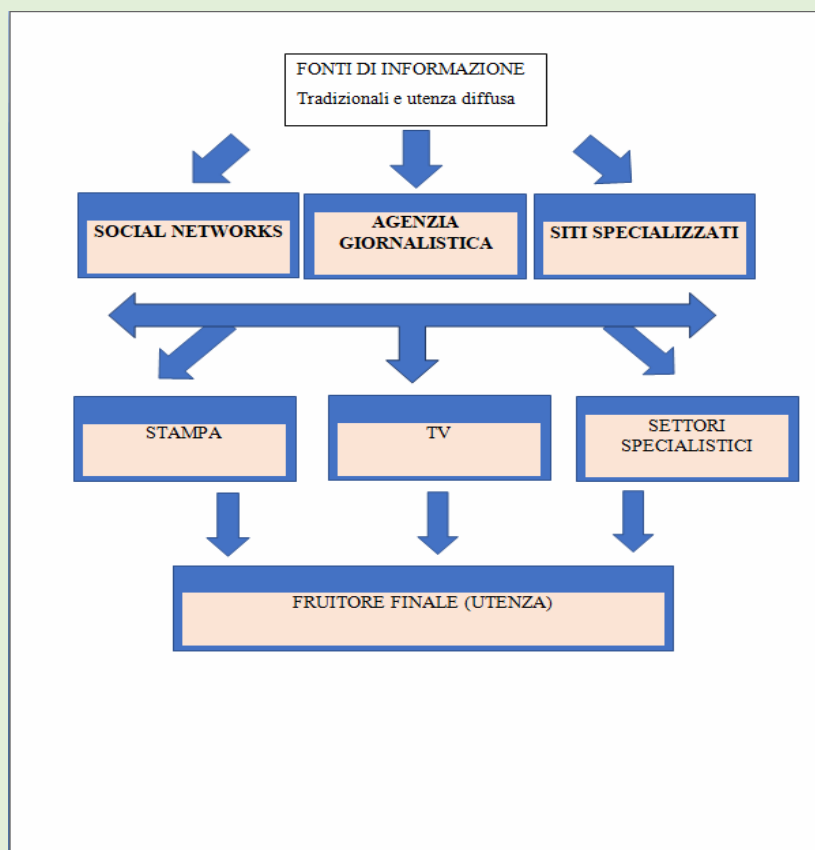 FONTI DI INFORMAZIONE
Tradizionali e utenza diffusa
SOCIAL NETWORKS
AGENZIA
GIORNALISTICA
SITI SPECIALIZZATI
STAMPA
TV
SETTORI
SPECIALISTICI
FRUITORE FINALE (UTENZA)